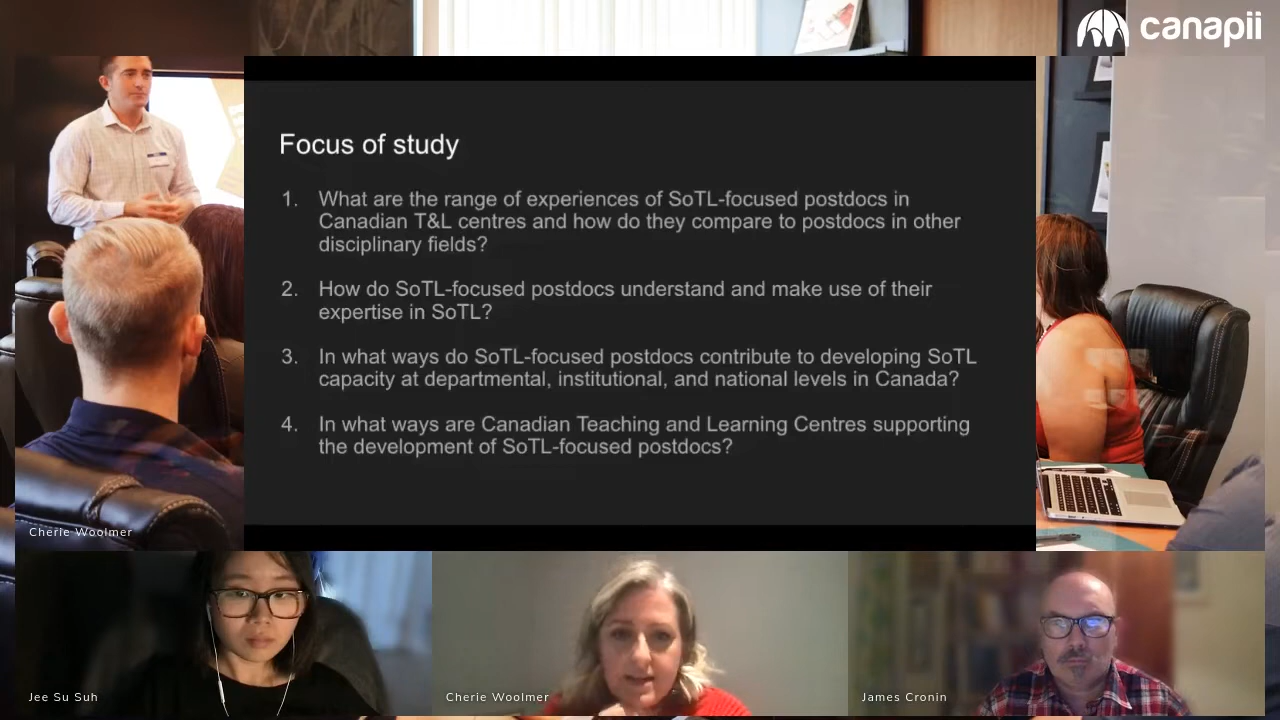 canapii
Focus of study
1. What are the range of experiences of SoTL-focused postdocs in
Canadian T&L centres and how do they compare to postdocs in other
disciplinary fields?
2. How do SoTL-focused postdocs understand and make use of their
expertise in SoTL?
3. In what ways do SoTL-focused postdocs contribute to developing SoTL
capacity at departmental, institutional, and national levels in Canada?
4. In what ways are Canadian Teaching and Learning Centres supporting
the development of SoTL-focused postdocs?
Cherie Woolmer
Jee Su Suh
Cherie Woolmer
James Cronin